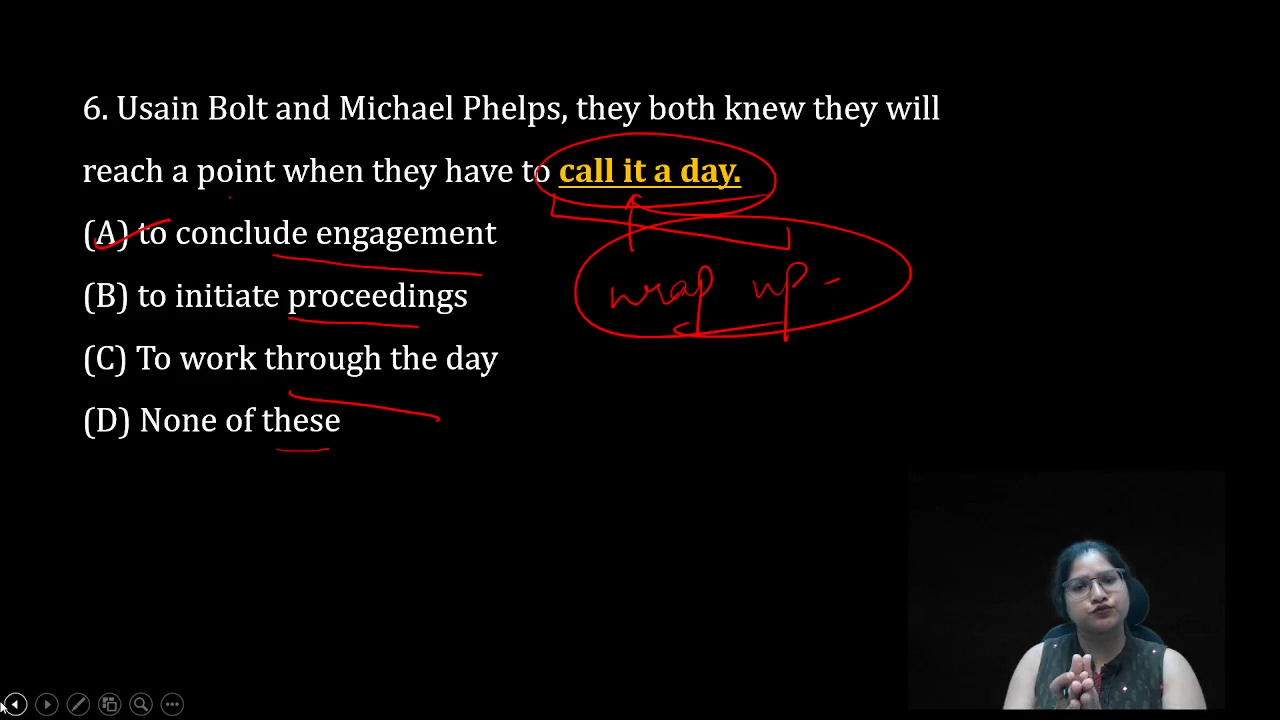 6. Usain Bolt and Michael Phelps, they both knew they will
reach a point when they have to call it a day.
(A) to conclude engagement
wrap up -
(B) to initiate proceedings
(C) To work through the day
(D) None of these